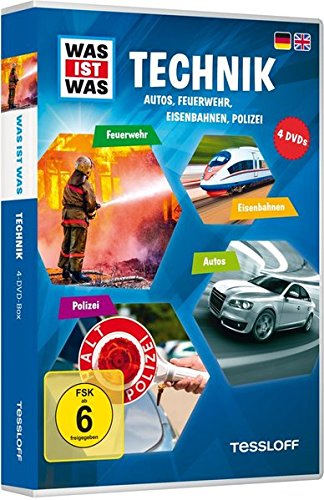 WAS IST WAS
TECHNIK
4-DVD-Box
TESSLOFF
WAS
IST
WAS
TECHNIK
AUTOS, FEUERWEHR,
EISENBAHNEN, POLIZEI
4 DVDs
Feuerwehr
Eisenbahnen
Autos
Polizei
HALT
POLIZEI
FSK
ab
6
freigegeben
TESSLOFF